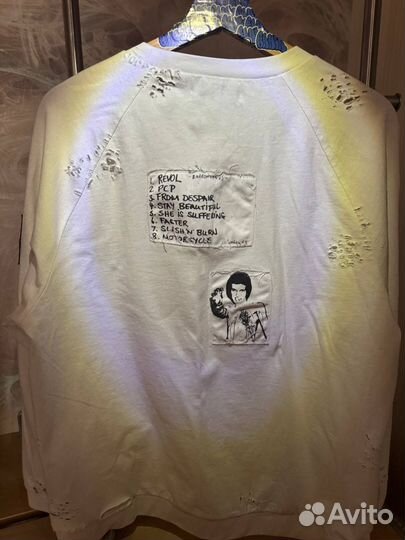 1. REVOL
2 PCP
3 FROM DESPAIR
4. STAY BEAUTIFUL
5. SHE IS SUFFERING
6. FASTER
7. SLASH'N'BURN
8. MOTORCYCLE
Avito